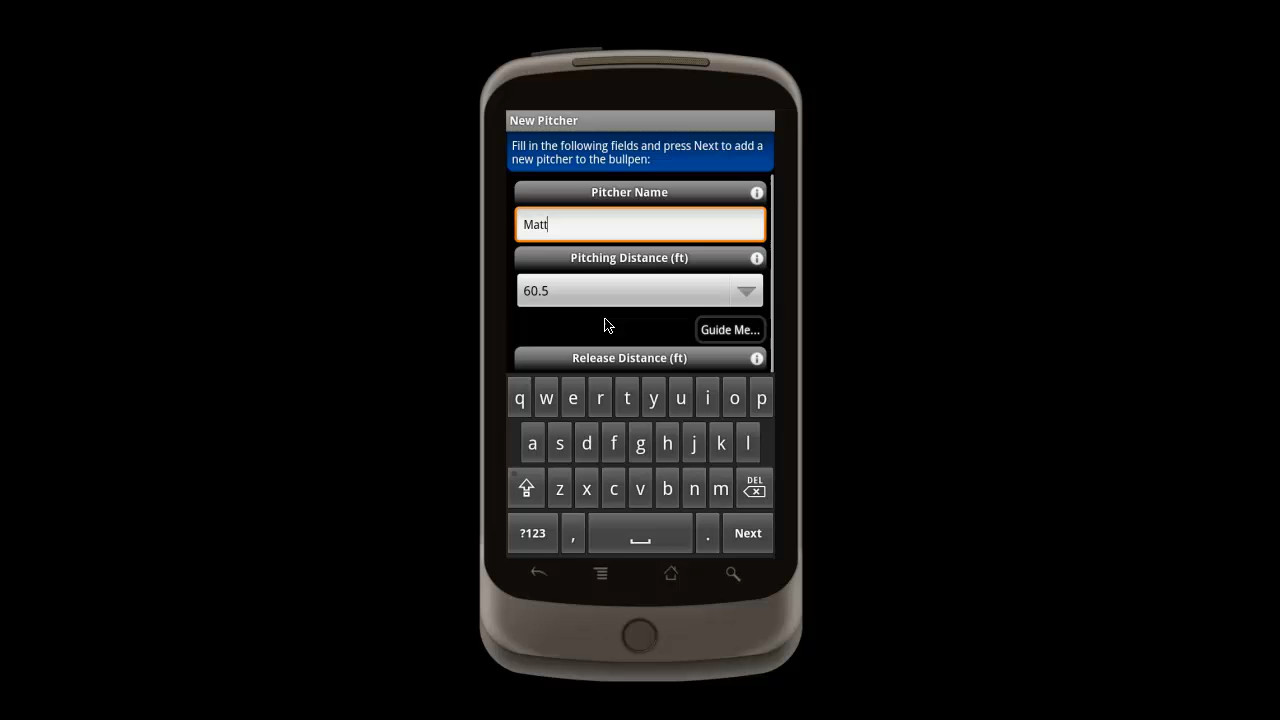 New Pitcher
Fill in the following fields and press Next to add a
new pitcher to the bullpen:
Pitcher Name
Matt
Pitching Distance (ft)
60.5
Guide Me...
Release Distance (ft)
q w e r t y u i o p
a s d f g h j k l
z x c v b n m DEL
?123 , . Next